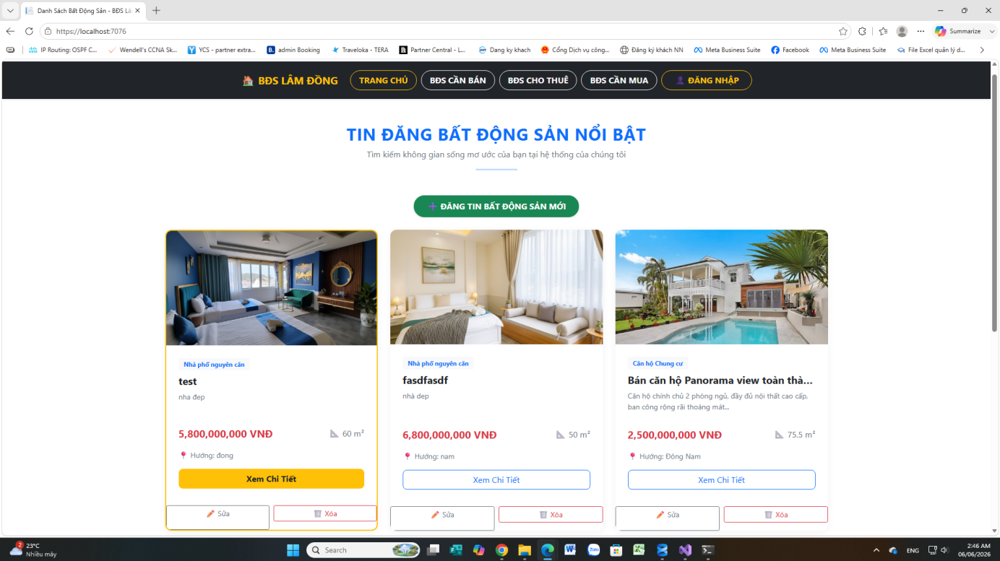 Danh Sách Bất Động Sản - BĐS Lâ
https://localhost:7076
Summarize
IP Routing: OSPF C...
Wendell's CCNA Sk...
YCS - partner extra...
admin Booking
Traveloka - TERA
Partner Central - L...
Dang ky khach
Cổng Dịch vụ công...
Đăng ký khách NN
Meta Business Suite
Facebook
Meta Business Suite
File Excel quản lý d...
BĐS LÂM ĐỒNG
TRANG CHỦ
BĐS CẦN BÁN
BĐS CHO THUÊ
BĐS CẦN MUA
ĐĂNG NHẬP
TIN ĐĂNG BẤT ĐỘNG SẢN NỔI BẬT
Tìm kiếm không gian sống mơ ước của bạn tại hệ thống của chúng tôi
ĐĂNG TIN BẤT ĐỘNG SẢN MỚI
Nhà phố nguyên căn
test
nha đep
5,800,000,000 VNĐ
60 m²
Hướng: đong
Xem Chi Tiết
Sửa
Xóa
Nhà phố nguyên căn
fasdfasdf
nhà dep
6,800,000,000 VNĐ
50 m²
Hướng: nam
Xem Chi Tiết
Sửa
Xóa
Căn hộ Chung cư
Bán căn hộ Panorama view toàn thà...
Căn hộ chính chủ 2 phòng ngủ, đầy đủ nội thất cao cấp,
ban công rộng rãi thoáng mát...
2,500,000,000 VNĐ
75.5 m²
Hướng: Đông Nam
Xem Chi Tiết
Sửa
Xóa
2
23°C
Nhiều mây
Search
Zalo
ENG
2:46 AM
06/06/2026